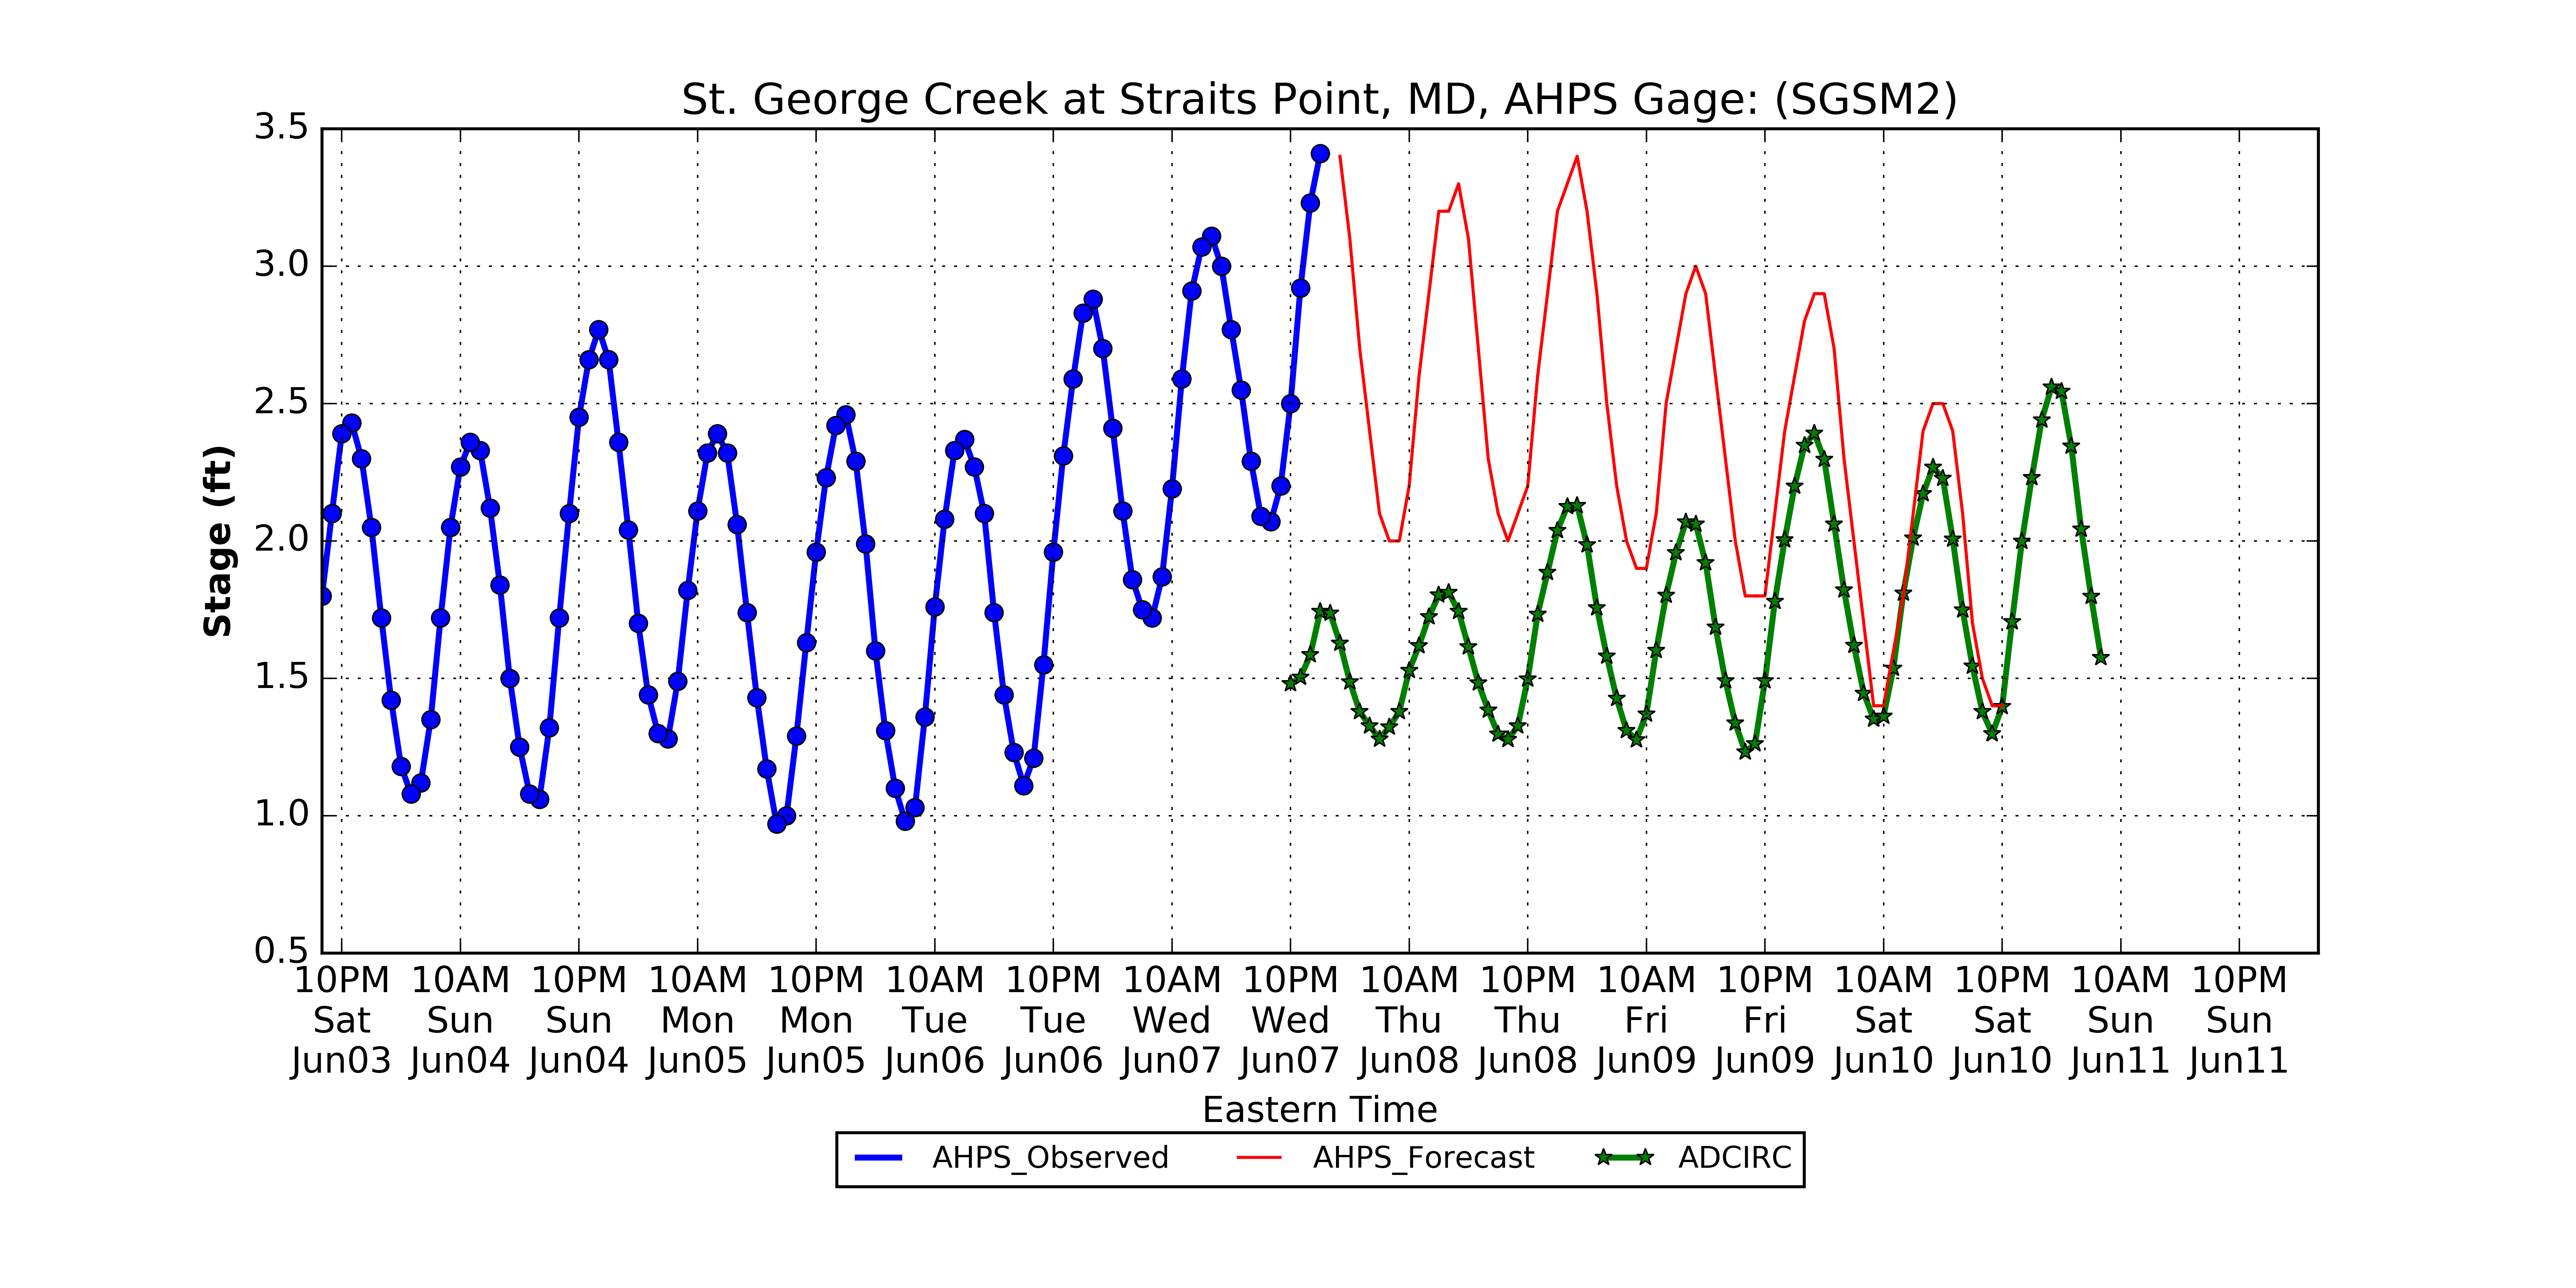 St. George Creek at Straits Point, MD, AHPS Gage: (SGSM2)
3.5
3.0
2.5
2.0
1.5
1.0
0.5
Stage (ft)
10PM 10AM 10PM 10AM 10PM 10AM 10PM 10AM 10PM 10AM 10PM 10AM 10PM 10AM 10PM 10AM 10PM
Sat Sun Sun Mon Mon Tue Tue Wed Wed Thu Thu Fri Fri Sat Sat Sun Sun
Jun03 Jun04 Jun04 Jun05 Jun05 Jun06 Jun06 Jun07 Jun07 Jun08 Jun08 Jun09 Jun09 Jun10 Jun10 Jun11 Jun11
Eastern Time
AHPS_Observed AHPS_Forecast ADCIRC